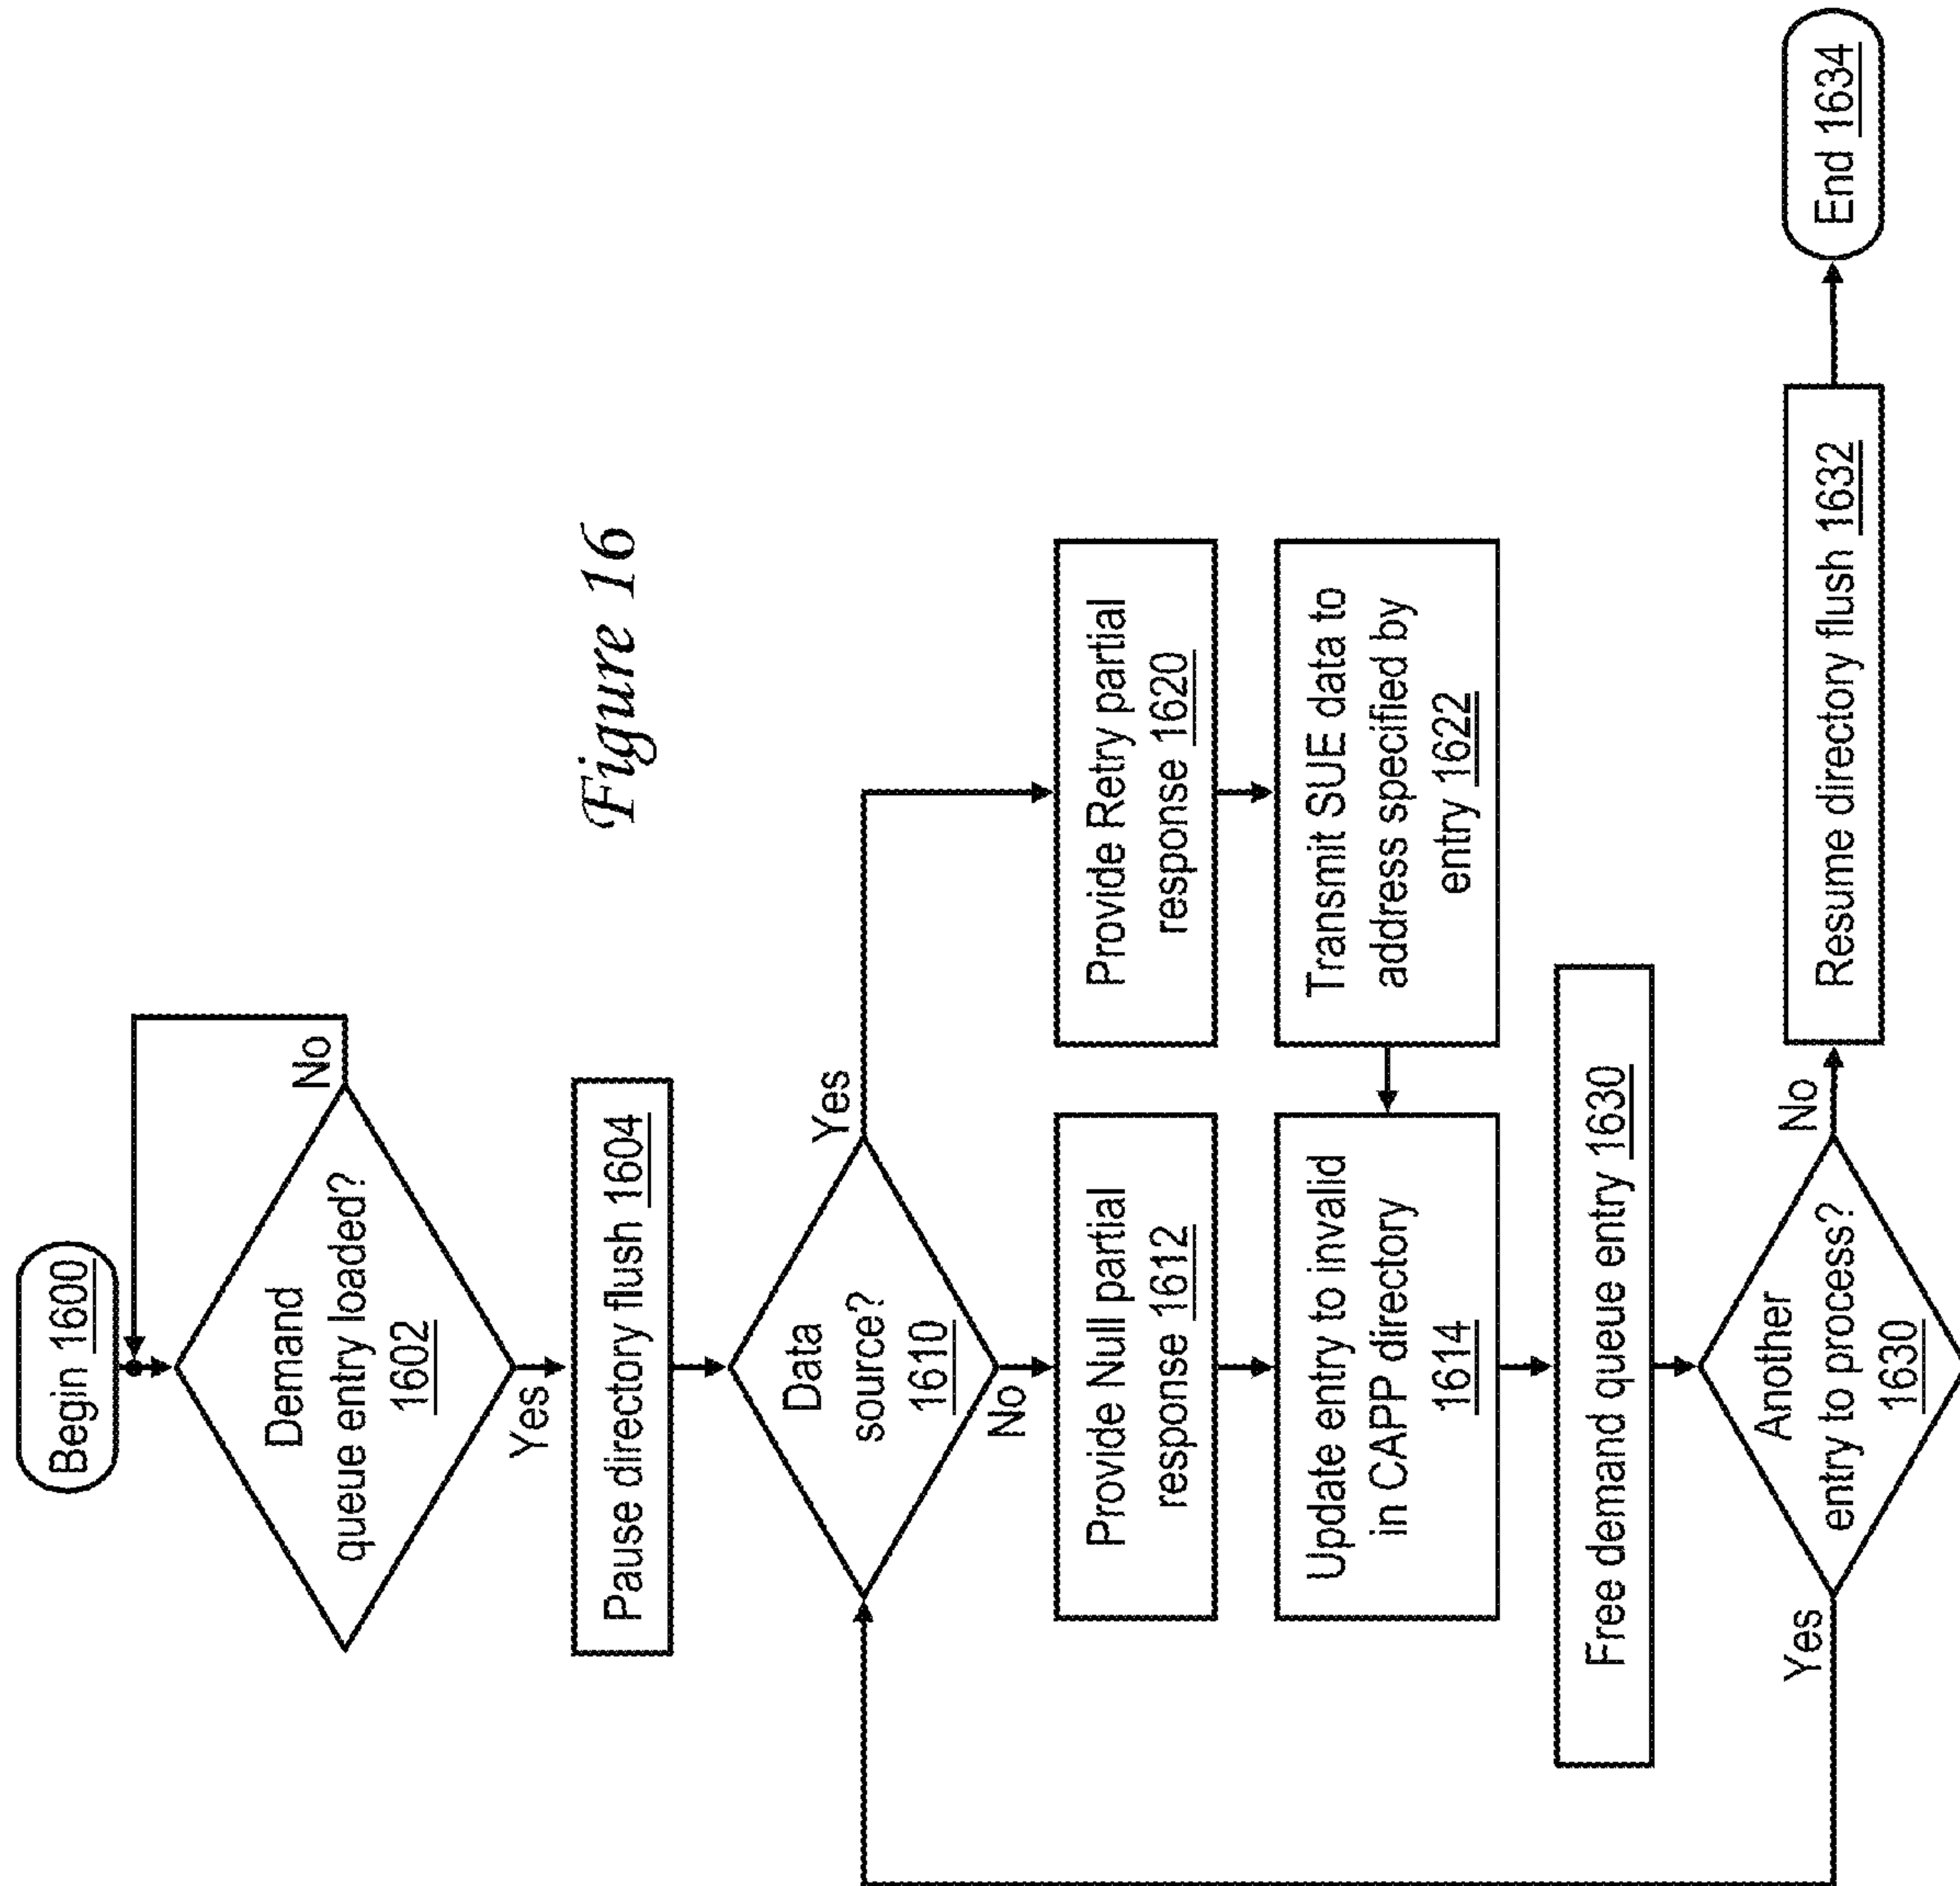 Begin 1600
Demand
queue entry loaded?
1602
No
Yes
Pause directory flush 1604
Data
source?
1610
Yes
No
Provide Null partial
response 1612
Provide Retry partial
response 1620
Update entry to invalid
in CAPP directory
1614
Transmit SUE data to
address specified by
entry 1622
Free demand queue entry 1630
Another
entry to process?
1630
Yes
No
Resume directory flush 1632
End 1634
Figure 16